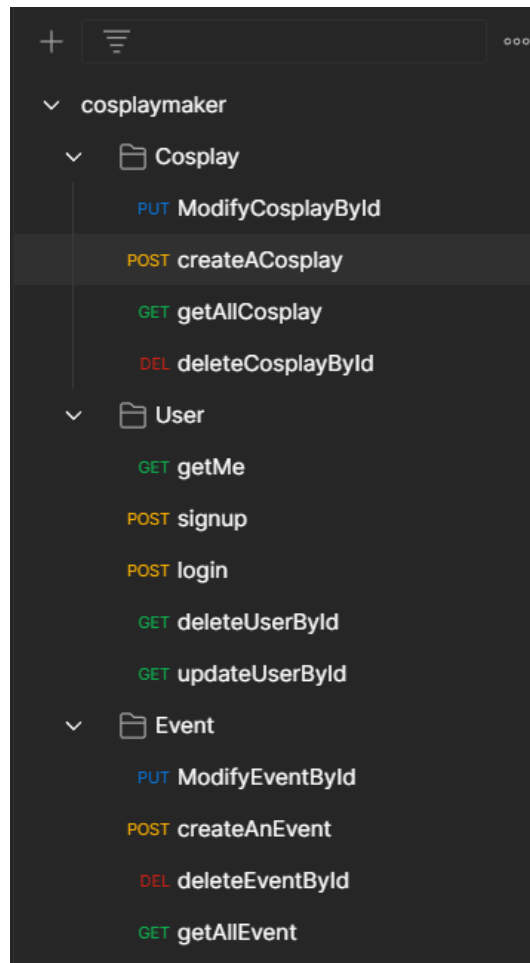 cosplaymaker
Cosplay
PUT ModifyCosplayById
POST createACosplay
GET getAllCosplay
DEL deleteCosplayById
User
GET getMe
POST signup
POST login
GET deleteUserById
GET updateUserById
Event
PUT ModifyEventById
POST createAnEvent
DEL deleteEventById
GET getAllEvent